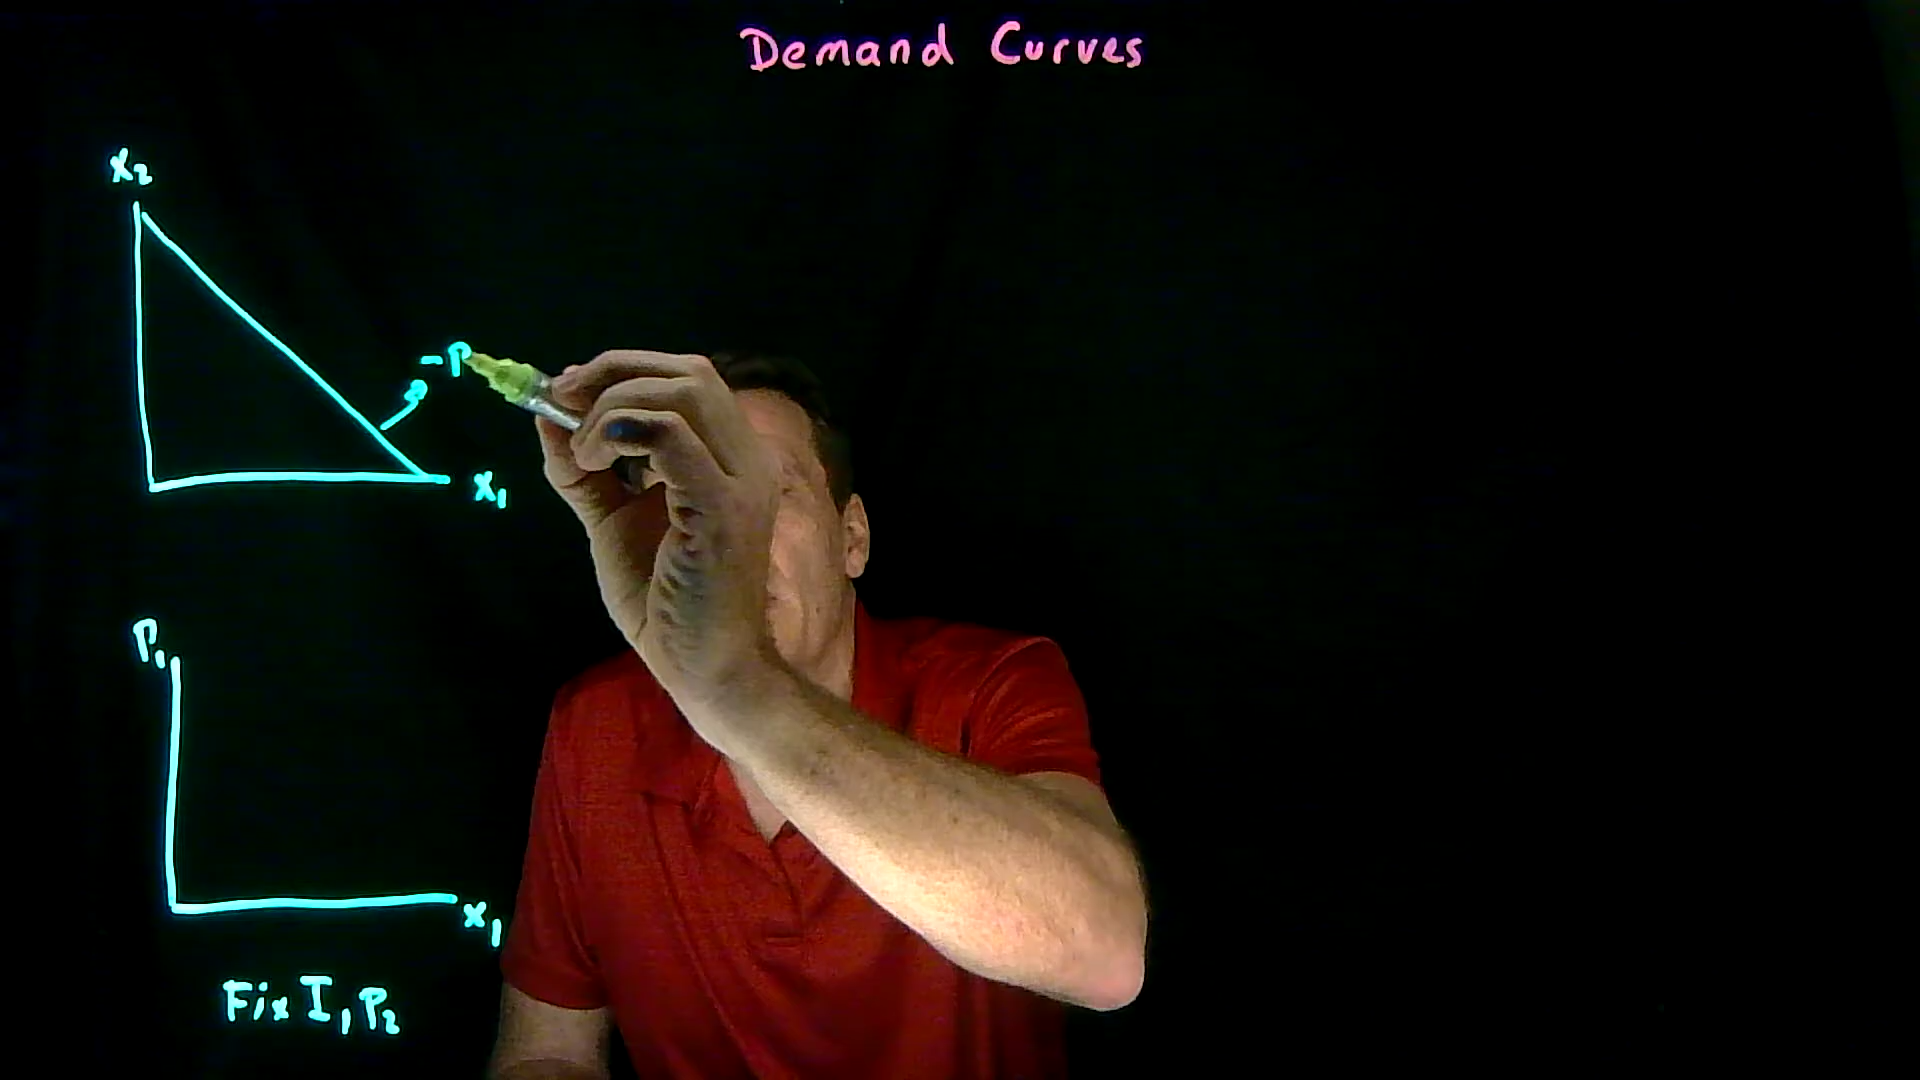 Demand Curves
x₂
-P
x₁
P₁
x₁
Fix I, P₂